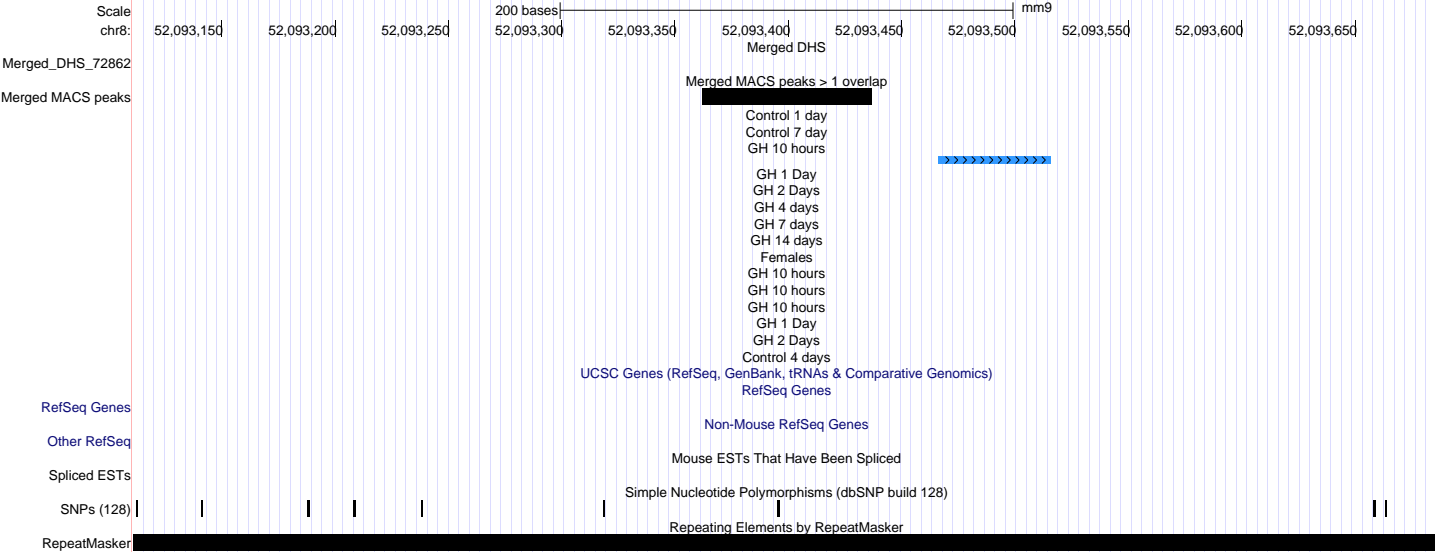 Scale 200 bases mm9
chr8: 52,093,150 52,093,200 52,093,250 52,093,300 52,093,350 52,093,400 52,093,450 52,093,500 52,093,550 52,093,600 52,093,650
Merged DHS
Merged_DHS_72862
Merged MACS peaks > 1 overlap
Merged MACS peaks
Control 1 day
Control 7 day
GH 10 hours
GH 1 Day
GH 2 Days
GH 4 days
GH 7 days
GH 14 days
Females
GH 10 hours
GH 10 hours
GH 10 hours
GH 1 Day
GH 2 Days
Control 4 days
UCSC Genes (RefSeq, GenBank, tRNAs & Comparative Genomics)
RefSeq Genes
RefSeq Genes
Non-Mouse RefSeq Genes
Other RefSeq
Mouse ESTs That Have Been Spliced
Spliced ESTs
Simple Nucleotide Polymorphisms (dbSNP build 128)
SNPs (128)
Repeating Elements by RepeatMasker
RepeatMasker